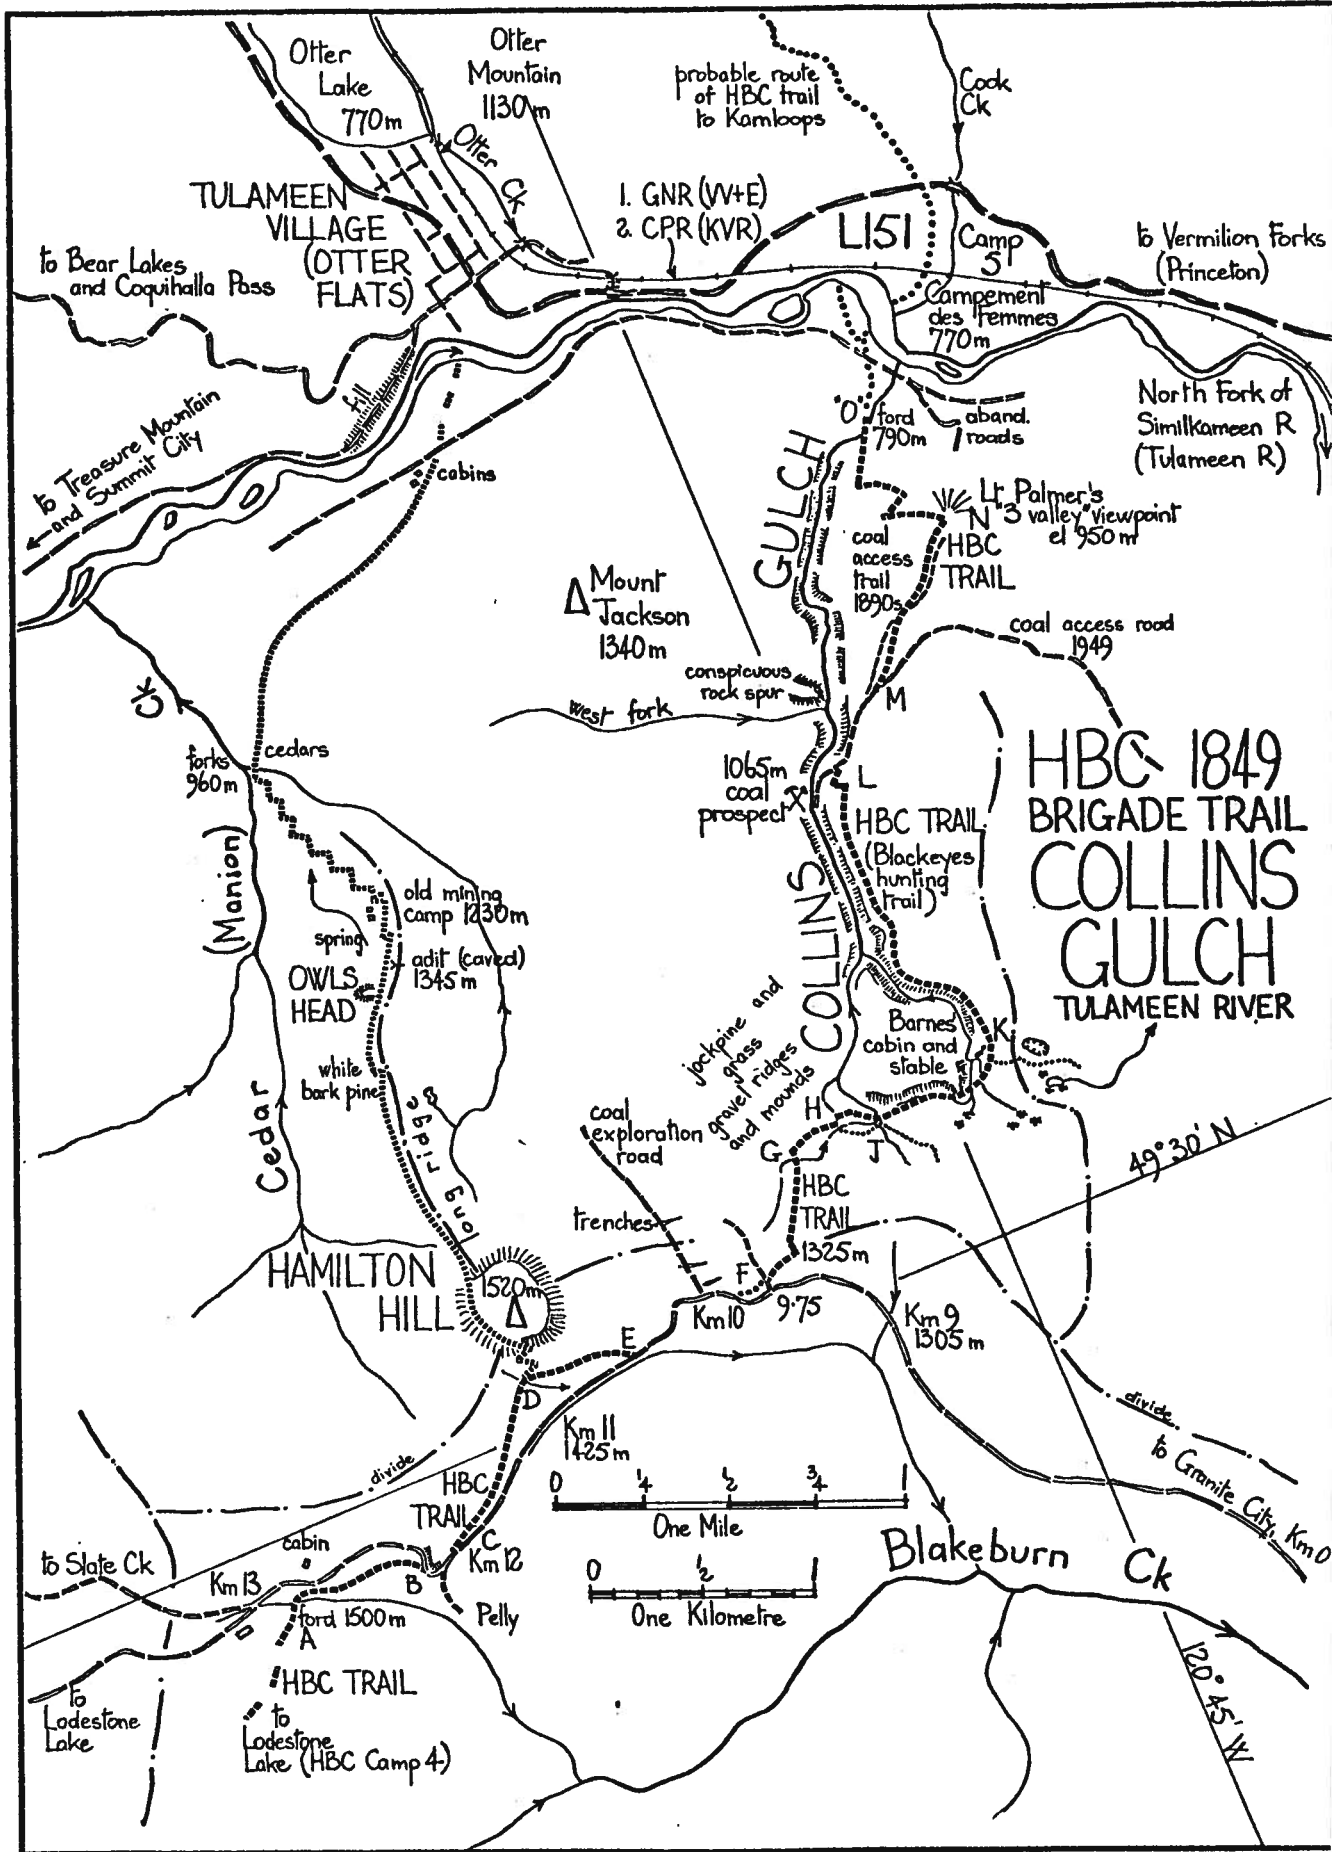 Otter
Lake
770m
Otter
Mountain
1130m
Otter
Ck
probable route
of HBC trail
to Kamloops
Cook
Ck
TULAMEEN
VILLAGE
(OTTER
FLATS)
1. GNR (VV+E)
2. CPR (KVR)
L151
Camp
5
to Vermilion Forks
(Princeton)
to Bear Lakes
and Coquihalla Pass
Campement
des femmes
770m
fill
to Treasure Mountain
and Summit City
North Fork of
Similkameen R
(Tulameen R)
"O"
ford
790m
aband.
roads
cabins
GULCH
Lt. Palmer's
"3 valley" viewpoint
el 950m
N
HBC
TRAIL
coal
access
trail
1890s
Mount
Jackson
1340m
coal access road
1949
conspicuous
rock spur
west fork
M
Ck
forks
960m
cedars
1065m
coal
prospect
L
HBC TRAIL
(Blackeyes
hunting
trail)
HBC 1849
BRIGADE TRAIL
COLLINS
GULCH
TULAMEEN RIVER
(Manion)
old mining
camp 1230m
spring
adit (caved)
1345m
OWLS
HEAD
COLLINS
jackpine and
grass
gravel ridges
and mounds
Barnes'
cabin and
stable
K
white
bark pine
long ridge
Cedar
coal
exploration
road
H
G
J
49° 30' N
HBC
TRAIL
1325m
trenches
HAMILTON
HILL
1520m
F
Km 10
9.75
Km 9
1305m
E
D
Km 11
1425m
divide
divide
to Granite City, Km 0
HBC
TRAIL
0 1/4 1/2 3/4 1
One Mile
C
Km 12
cabin
to Slate Ck
Km 13
B
Blakeburn Ck
0 1/2 1
One Kilometre
ford 1500m
A
Pelly
HBC TRAIL
to
Lodestone
Lake
to
Lodestone
Lake (HBC Camp 4)
120° 45' W